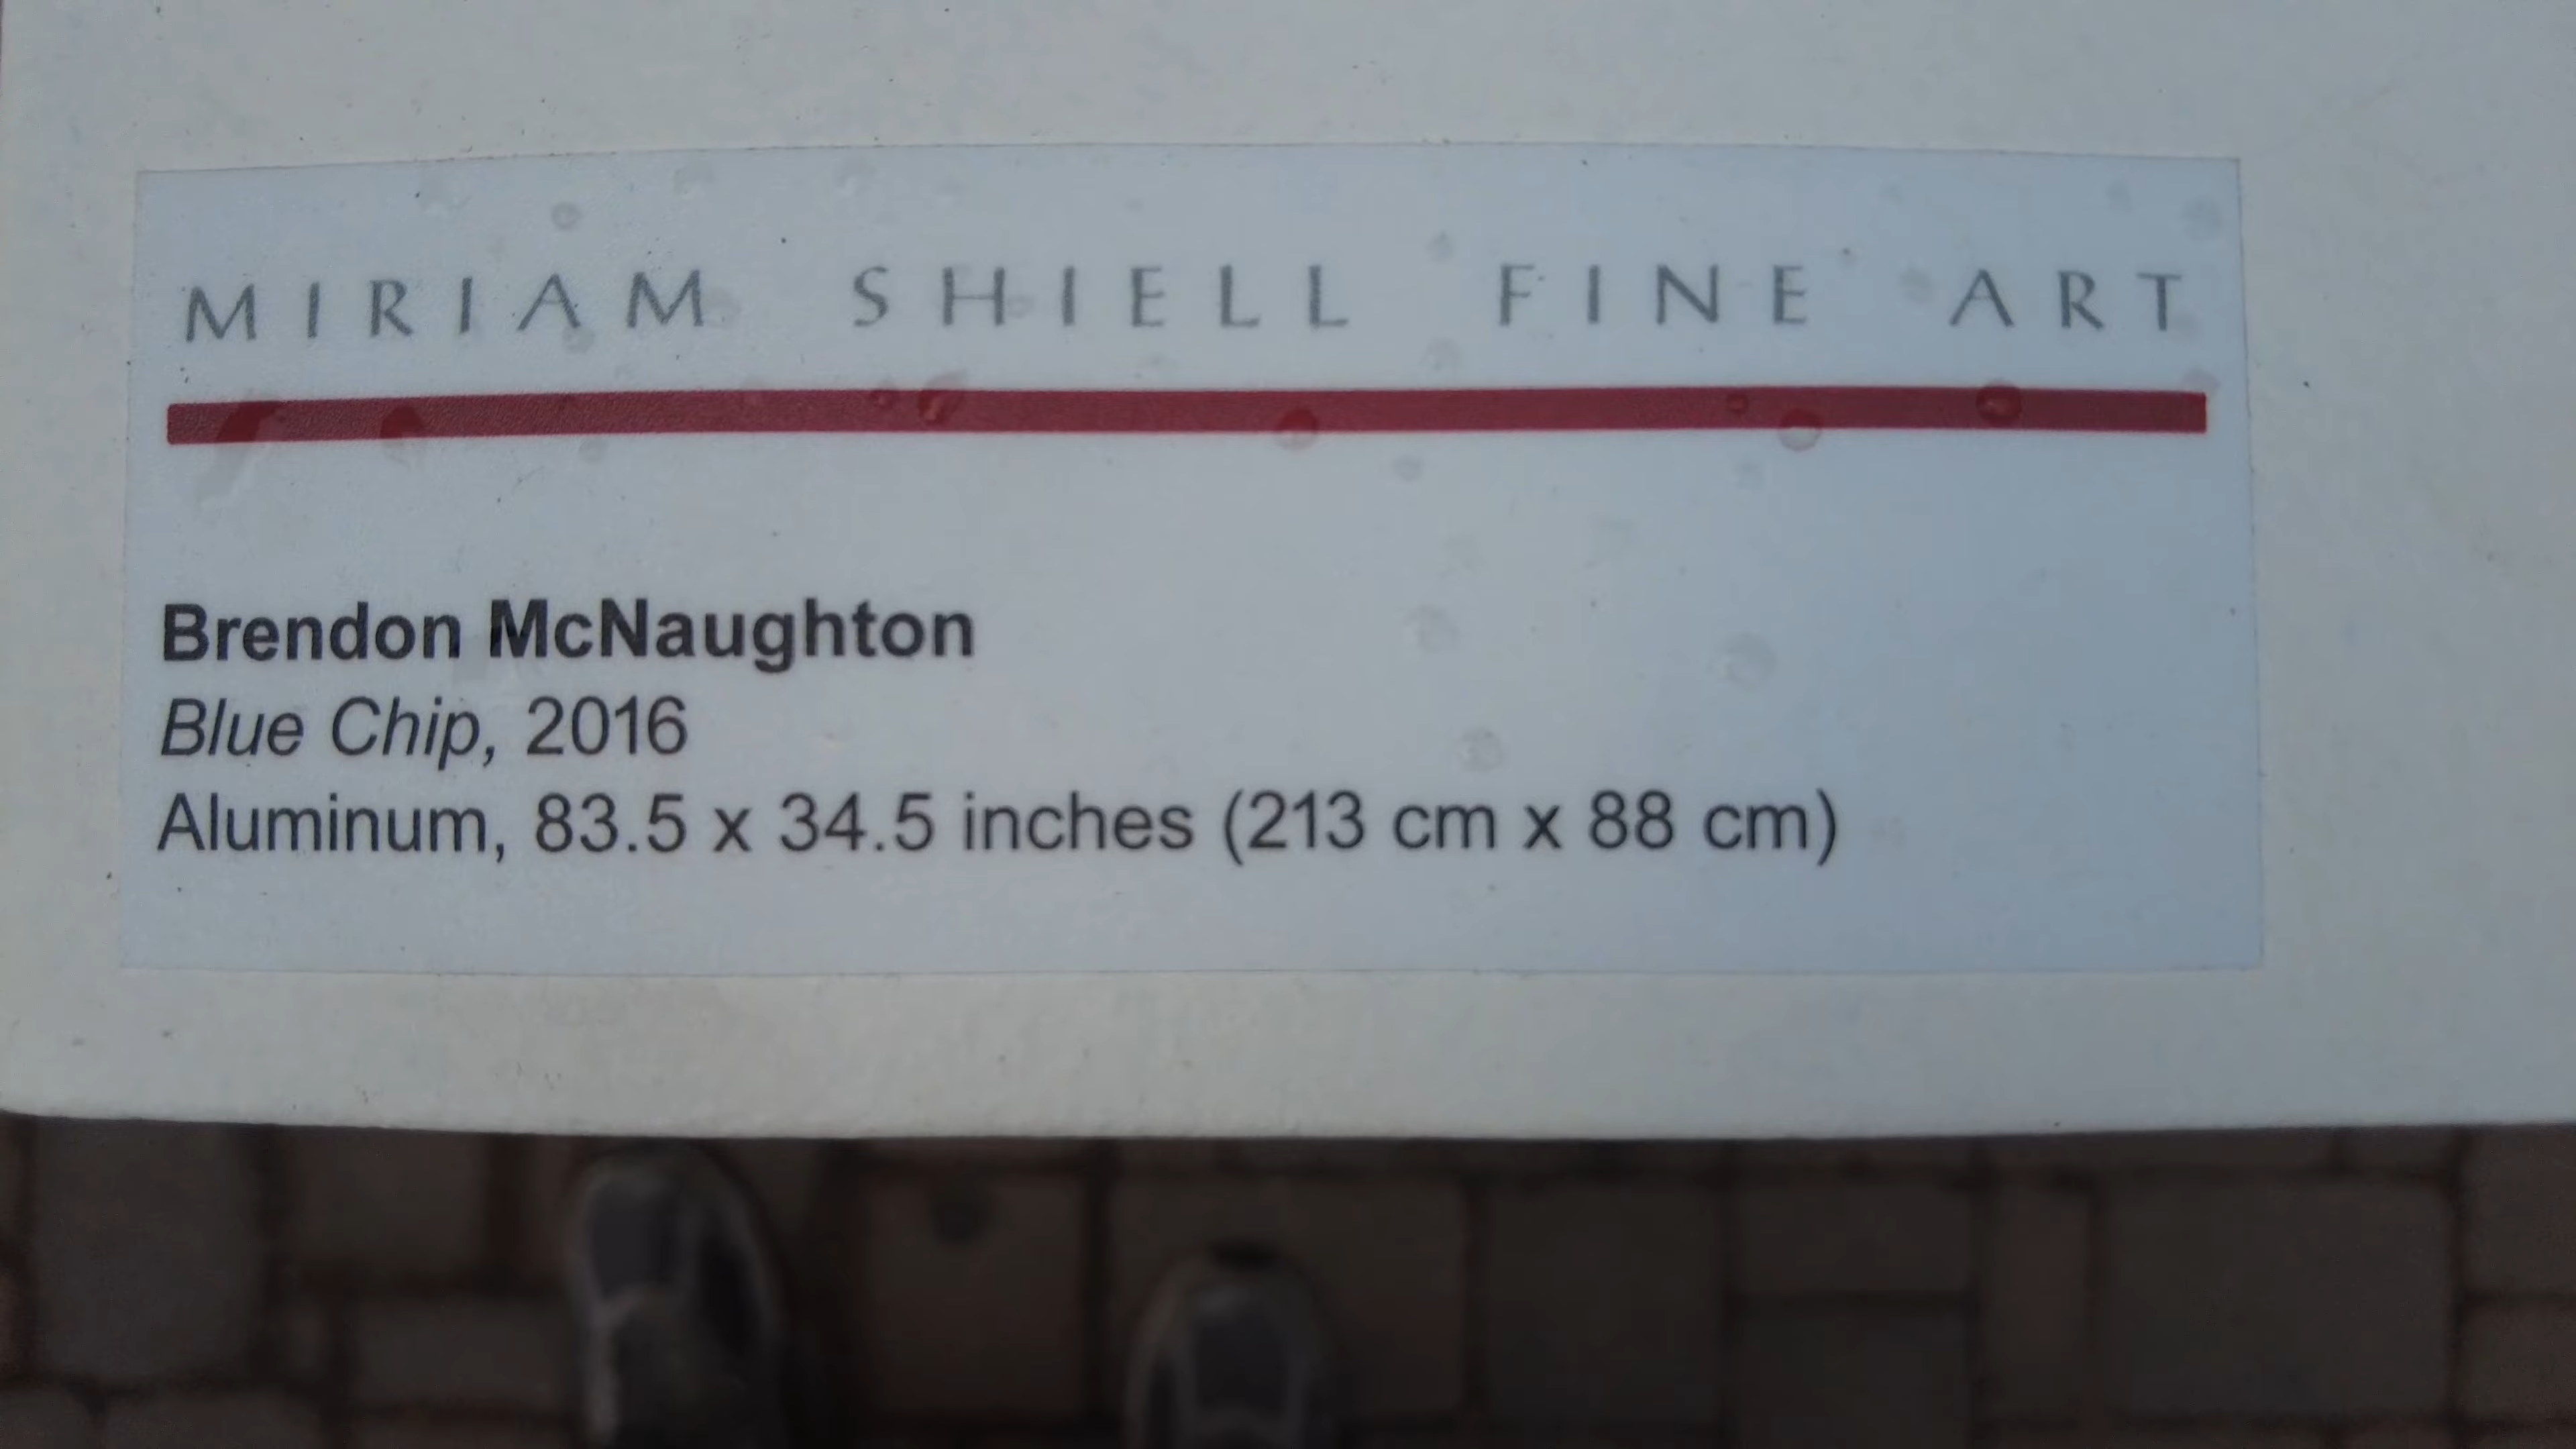 MIRIAM SHIELL FINE ART
Brendon McNaughton
Blue Chip, 2016
Aluminum, 83.5 x 34.5 inches (213 cm x 88 cm)